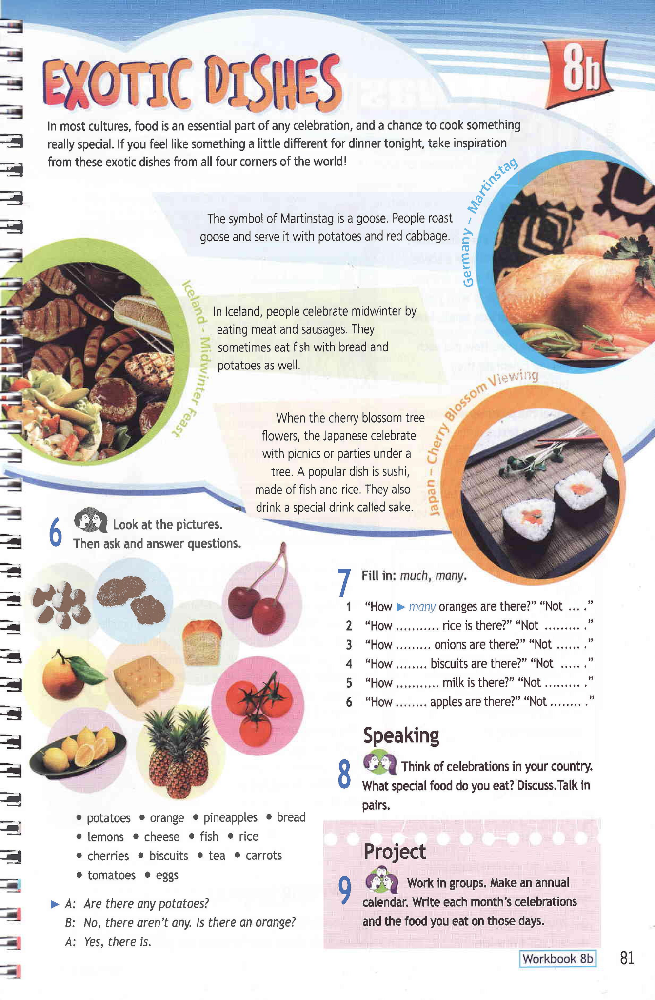 EXOTIC DISHES
8b
In most cultures, food is an essential part of any celebration, and a chance to cook something
really special. If you feel like something a little different for dinner tonight, take inspiration
from these exotic dishes from all four corners of the world!
Germany – Martinstag
The symbol of Martinstag is a goose. People roast
goose and serve it with potatoes and red cabbage.
Iceland - Midwinter Feast
In Iceland, people celebrate midwinter by
eating meat and sausages. They
sometimes eat fish with bread and
potatoes as well.
Japan – Cherry Blossom Viewing
When the cherry blossom tree
flowers, the Japanese celebrate
with picnics or parties under a
tree. A popular dish is sushi,
made of fish and rice. They also
drink a special drink called sake.
6 Look at the pictures.
Then ask and answer questions.
• potatoes • orange • pineapples • bread
• lemons • cheese • fish • rice
• cherries • biscuits • tea • carrots
• tomatoes • eggs
▶ A: Are there any potatoes?
B: No, there aren't any. Is there an orange?
A: Yes, there is.
7 Fill in: much, many.
1 "How ▶ many oranges are there?" "Not ... ."
2 "How ........... rice is there?" "Not ......... ."
3 "How ......... onions are there?" "Not ...... ."
4 "How ........ biscuits are there?" "Not ..... ."
5 "How ........... milk is there?" "Not ......... ."
6 "How ........ apples are there?" "Not ........ ."
Speaking
8 Think of celebrations in your country.
What special food do you eat? Discuss.Talk in
pairs.
Project
9 Work in groups. Make an annual
calendar. Write each month's celebrations
and the food you eat on those days.
Workbook 8b
81